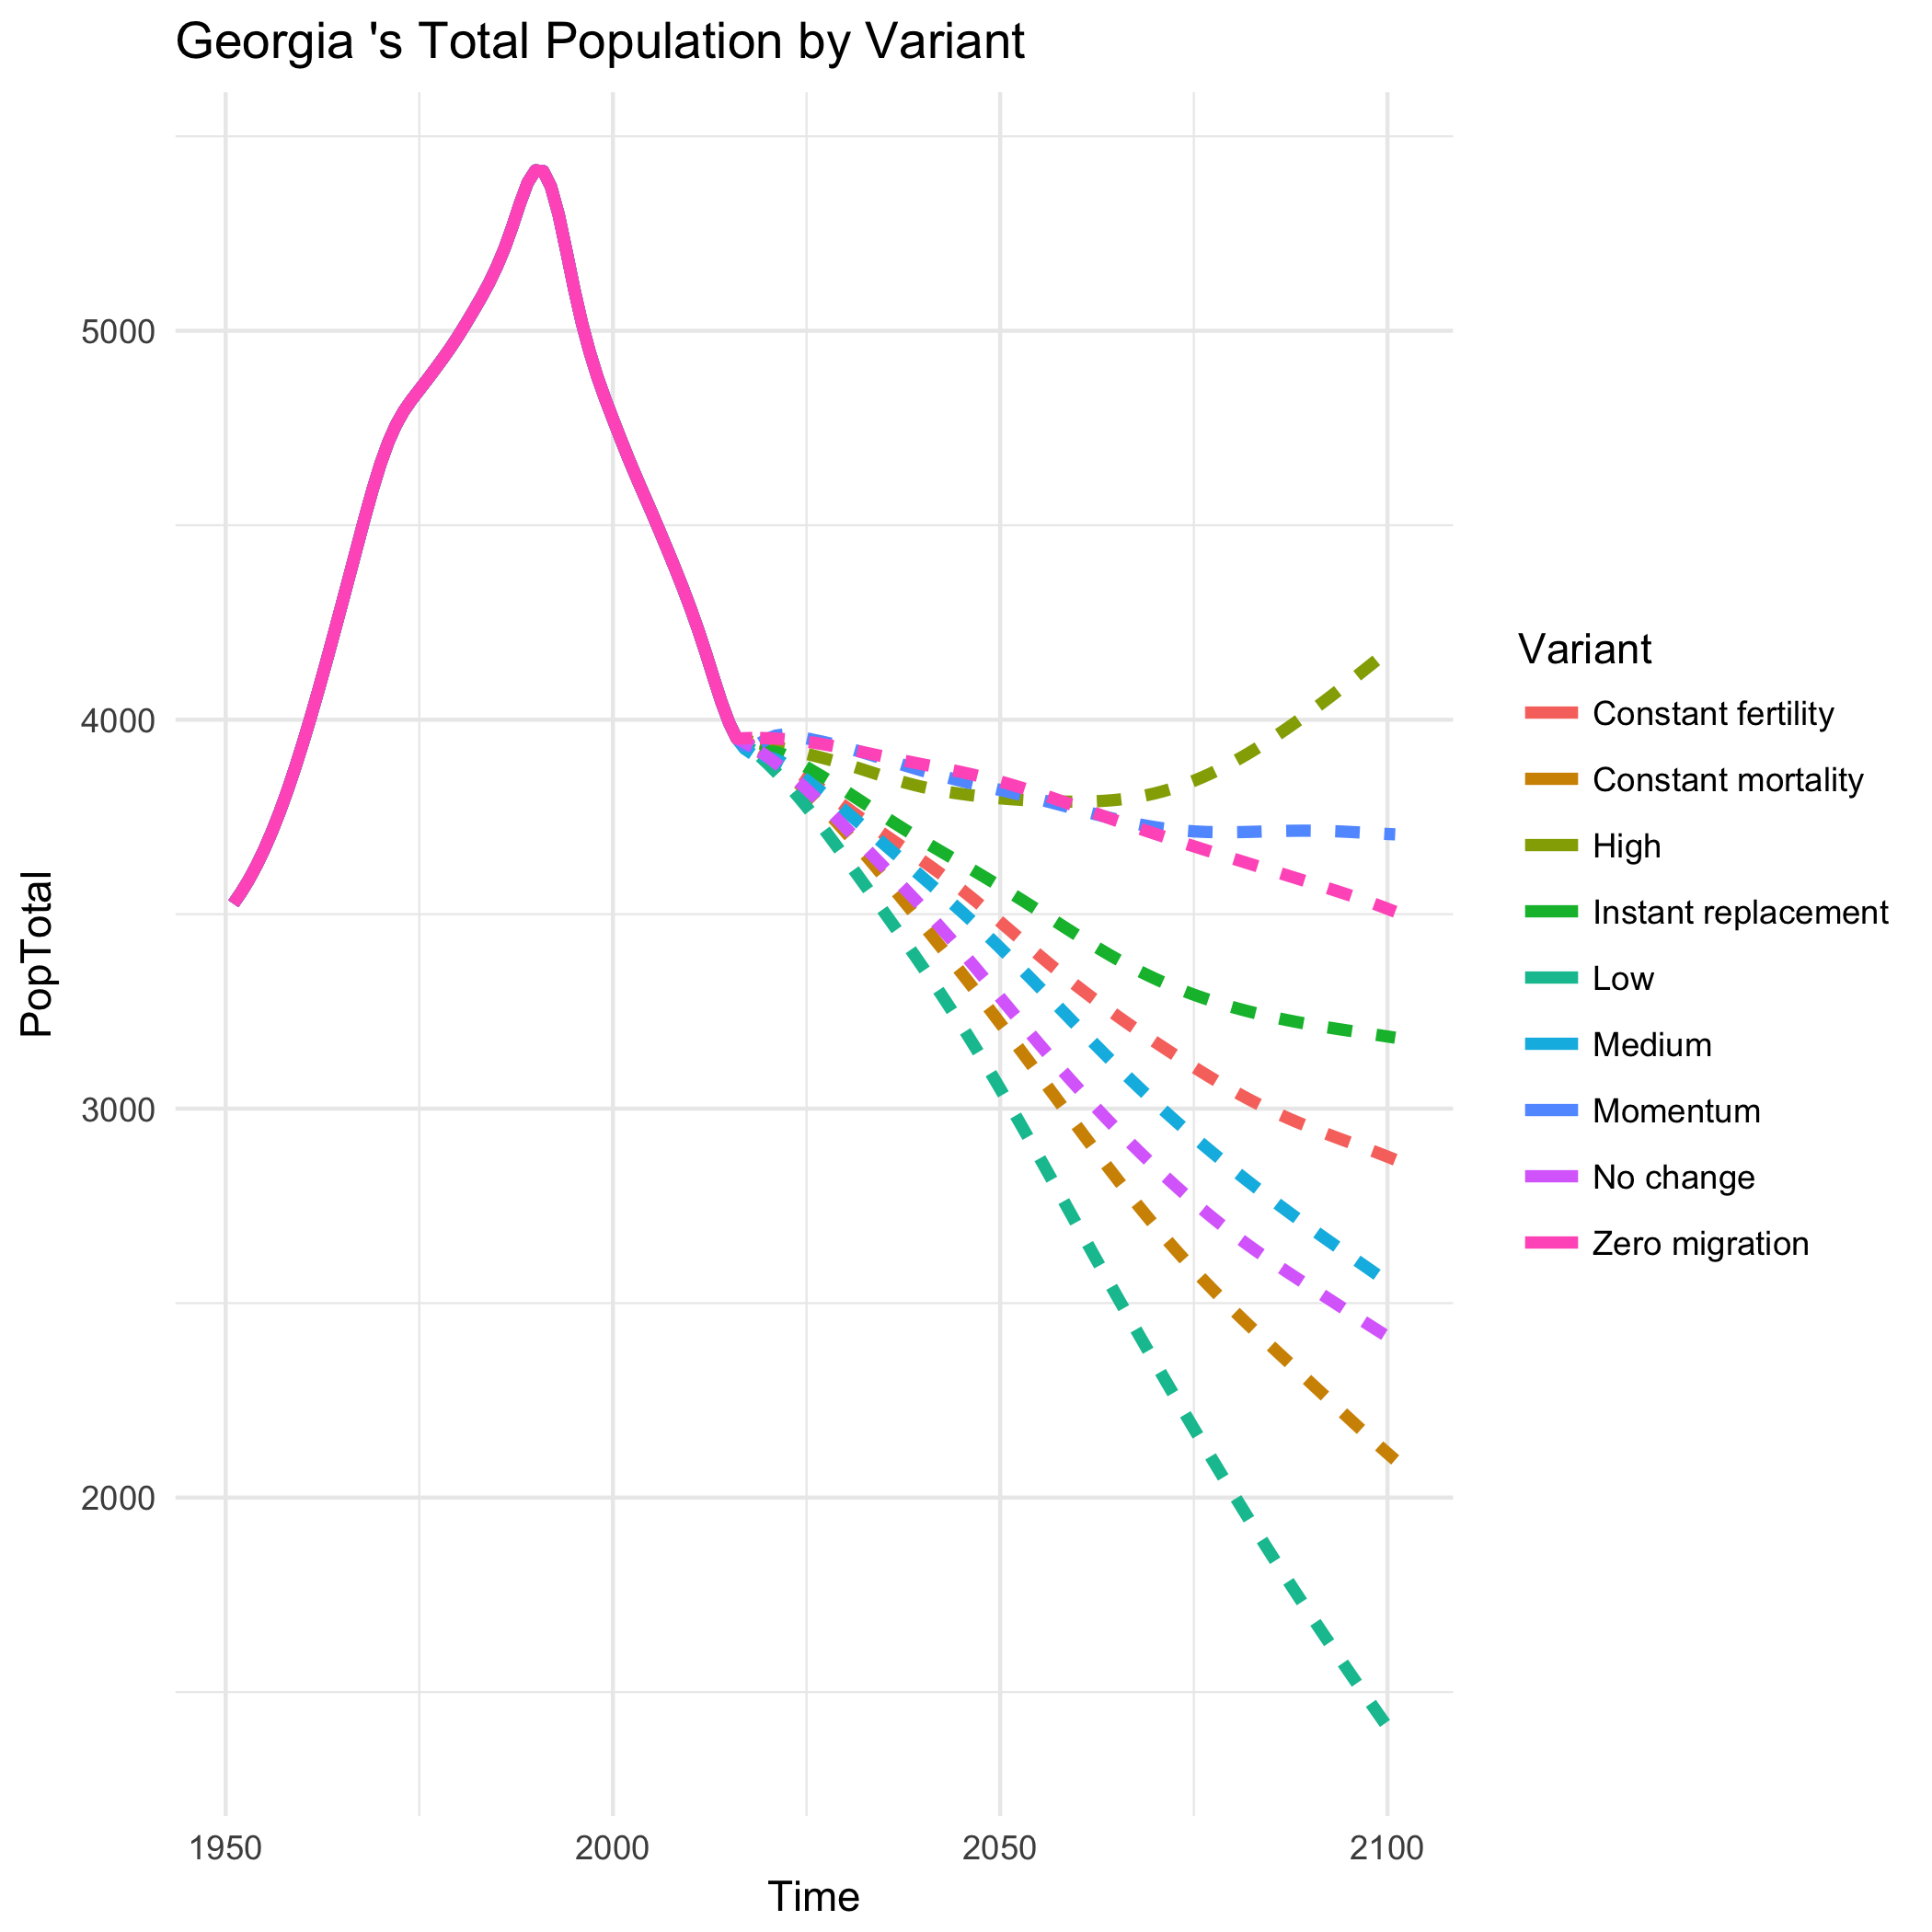 Georgia 's Total Population by Variant
5000
4000
3000
2000
PopTotal
1950
2000
2050
2100
Time
Variant
Constant fertility
Constant mortality
High
Instant replacement
Low
Medium
Momentum
No change
Zero migration